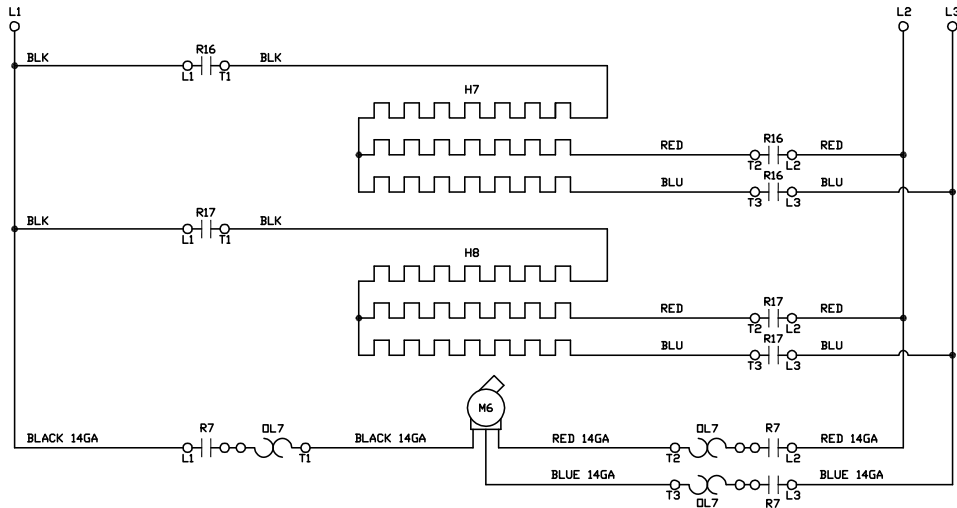 L1 L2 L3
BLK R16 BLK
L1 T1
H7
RED R16 RED
T2 L2
BLU R16 BLU
T3 L3
BLK R17 BLK
L1 T1
H8
RED R17 RED
T2 L2
BLU R17 BLU
T3 L3
M6
BLACK 14GA R7 OL7 BLACK 14GA RED 14GA OL7 R7 RED 14GA
L1 T1 T2 L2
BLUE 14GA BLUE 14GA
T3 OL7 R7 L3